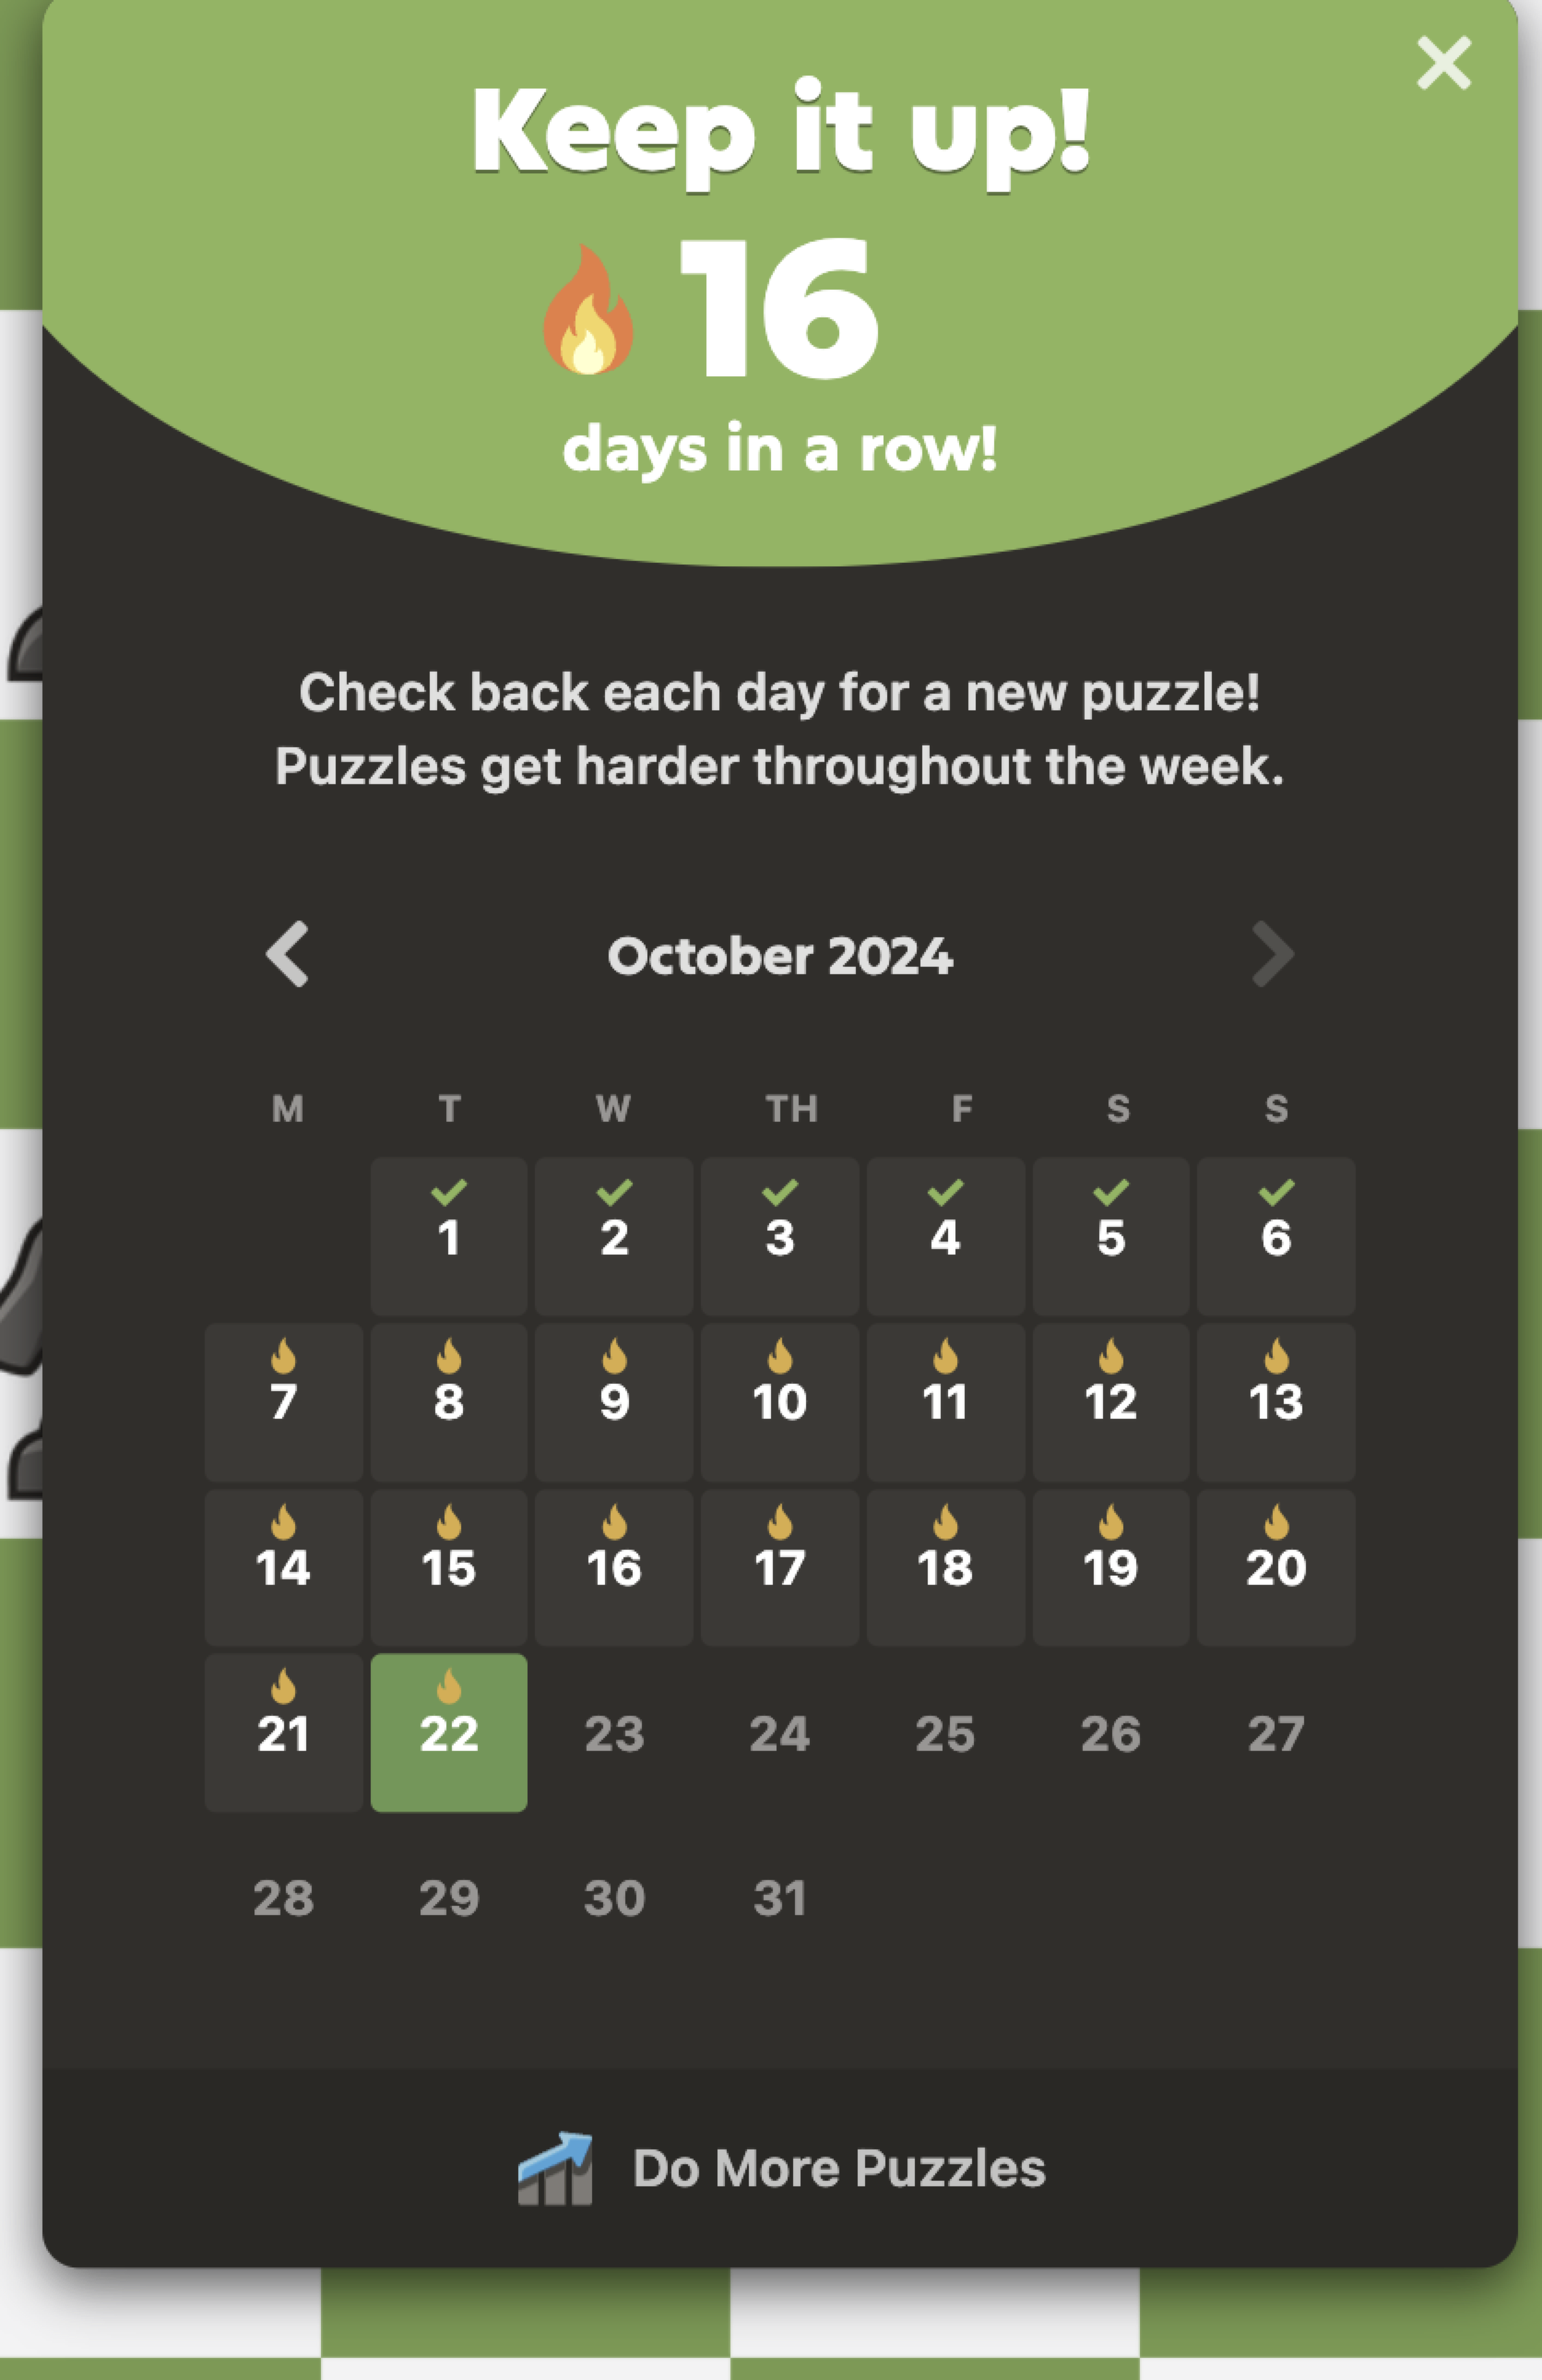 Keep it up!
16
days in a row!
Check back each day for a new puzzle!
Puzzles get harder throughout the week.
October 2024
M T W TH F S S
1 2 3 4 5 6
7 8 9 10 11 12 13
14 15 16 17 18 19 20
21 22 23 24 25 26 27
28 29 30 31
Do More Puzzles